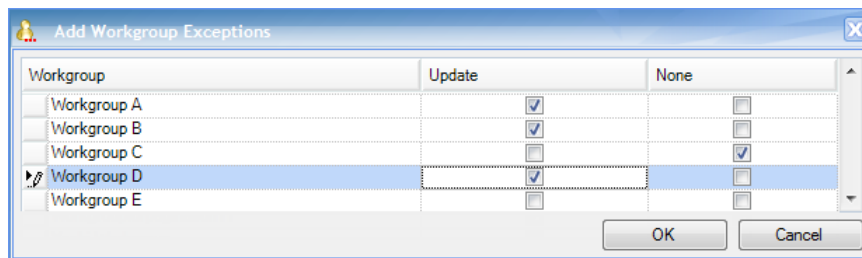 Add Workgroup Exceptions
Workgroup Update None
Workgroup A
Workgroup B
Workgroup C
Workgroup D
Workgroup E
OK Cancel